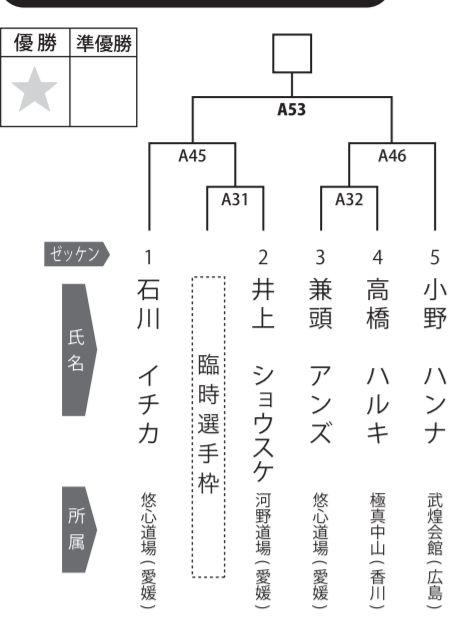 優勝 準優勝
A53
A45 A46
A31 A32
ゼッケン 1 2 3 4 5
氏名
石川 イチカ
臨時選手枠
井上 ショウスケ
兼頭 アンズ
高橋 ハルキ
小野 ハンナ
所属
悠心道場(愛媛)
河野道場(愛媛)
悠心道場(愛媛)
極真中山(香川)
武煌会館(広島)